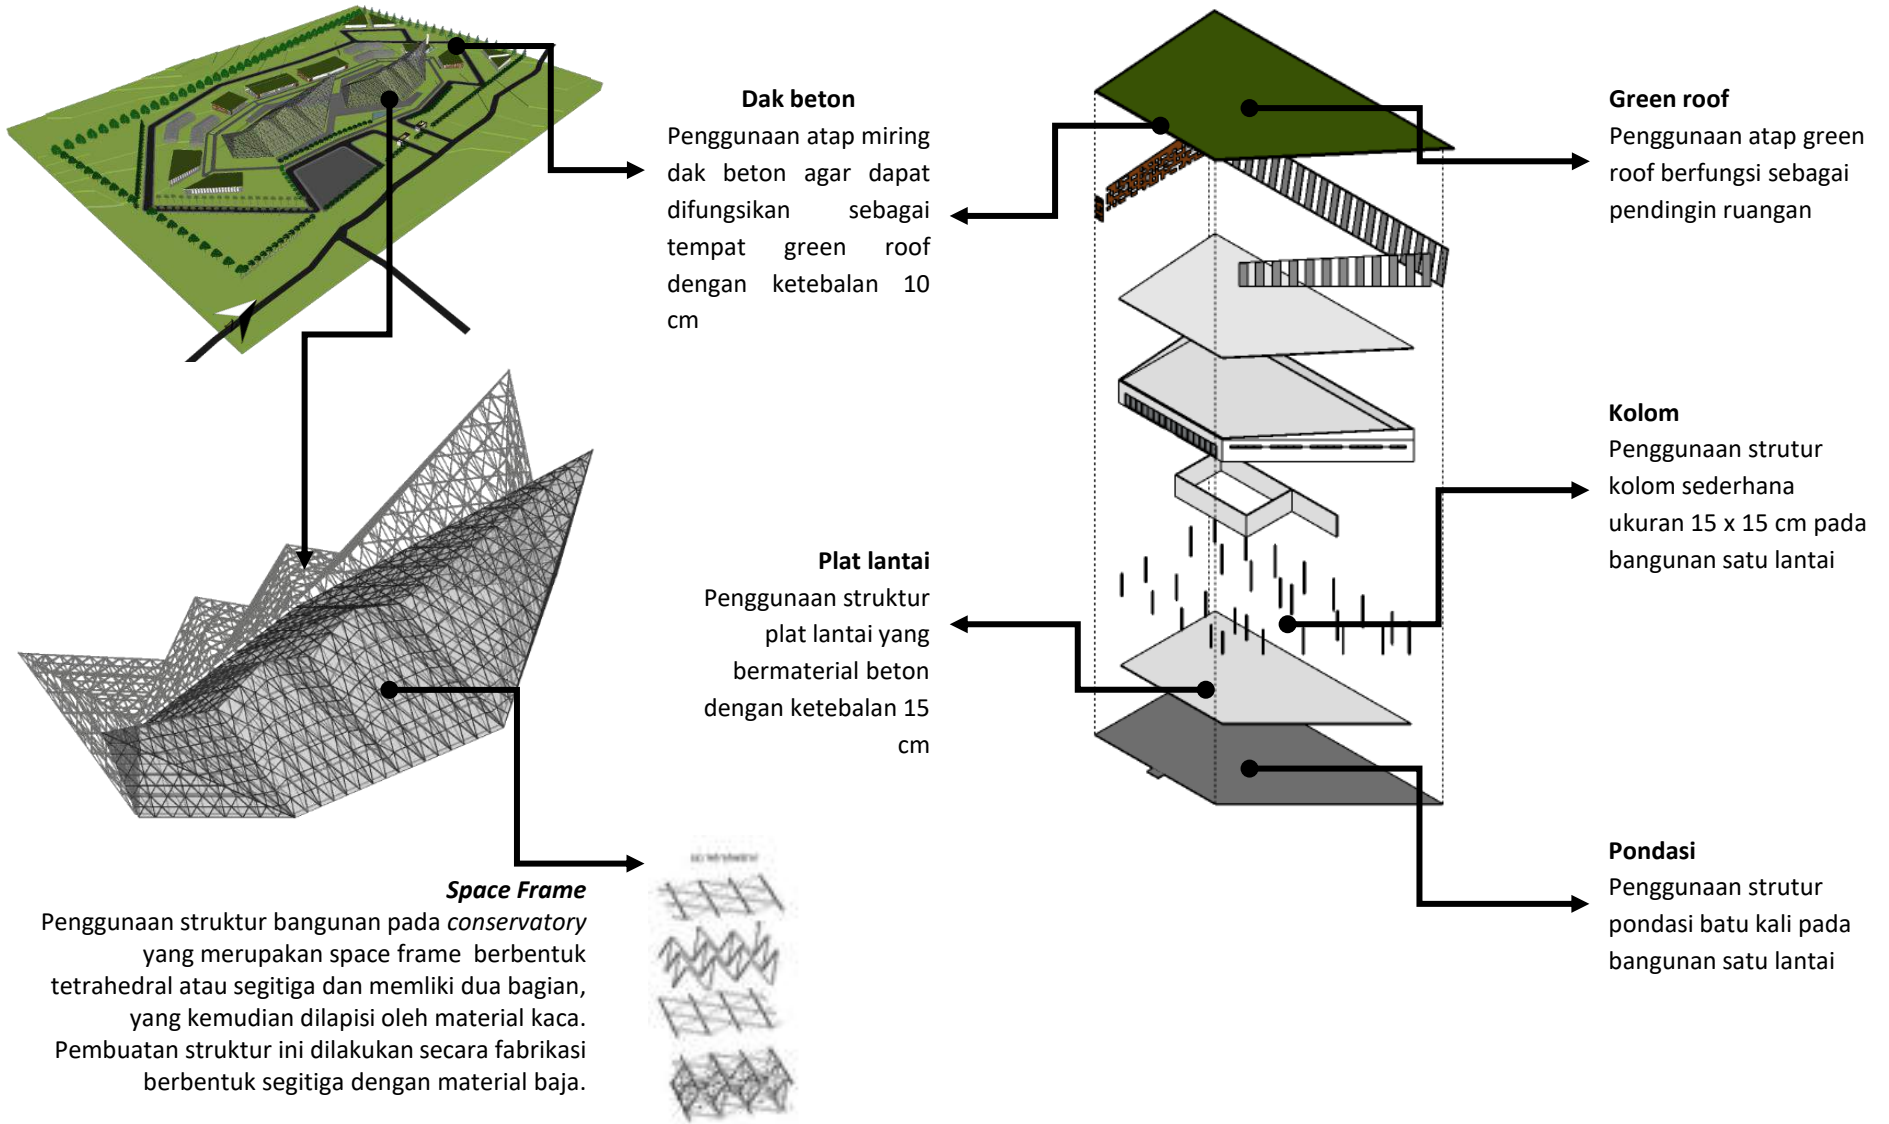 Dak beton
Penggunaan atap miring
dak beton agar dapat
difungsikan sebagai
tempat green roof
dengan ketebalan 10
cm
Green roof
Penggunaan atap green
roof berfungsi sebagai
pendingin ruangan
Kolom
Penggunaan strutur
kolom sederhana
ukuran 15 x 15 cm pada
bangunan satu lantai
Plat lantai
Penggunaan struktur
plat lantai yang
bermaterial beton
dengan ketebalan 15
cm
Pondasi
Penggunaan strutur
pondasi batu kali pada
bangunan satu lantai
Space Frame
Penggunaan struktur bangunan pada conservatory
yang merupakan space frame berbentuk
tetrahedral atau segitiga dan memliki dua bagian,
yang kemudian dilapisi oleh material kaca.
Pembuatan struktur ini dilakukan secara fabrikasi
berbentuk segitiga dengan material baja.